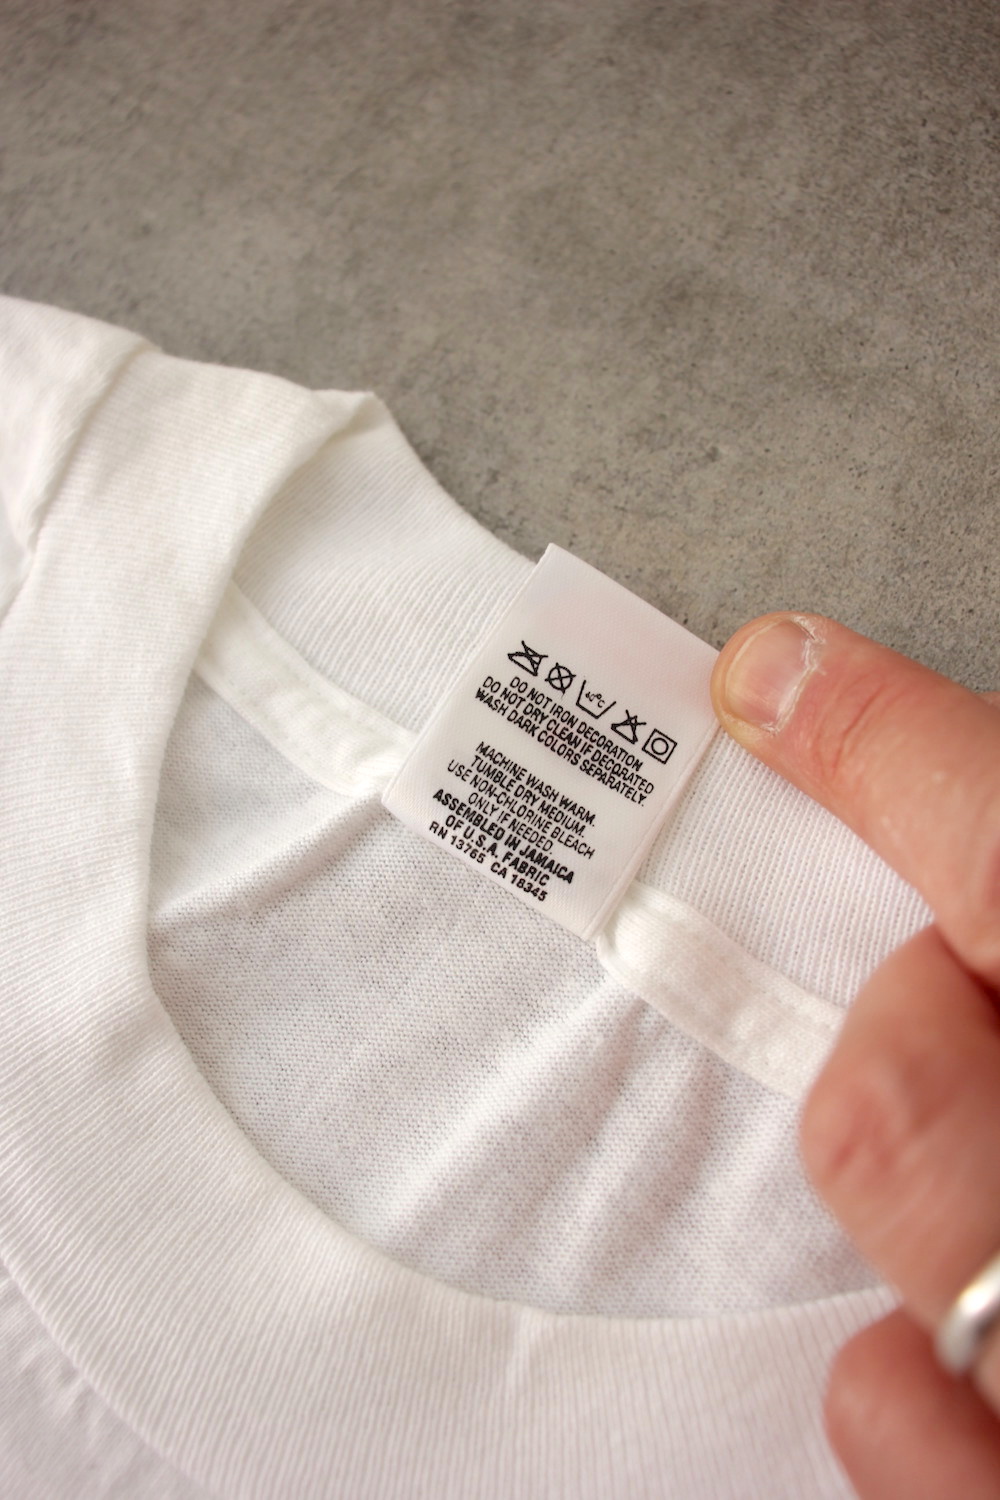 40°C
DO NOT IRON DECORATION
DO NOT DRY CLEAN IF DECORATED
WASH DARK COLORS SEPARATELY.
MACHINE WASH WARM.
TUMBLE DRY MEDIUM.
USE NON-CHLORINE BLEACH
ONLY IF NEEDED.
ASSEMBLED IN JAMAICA
OF U.S.A. FABRIC
RN 13765 CA 18345